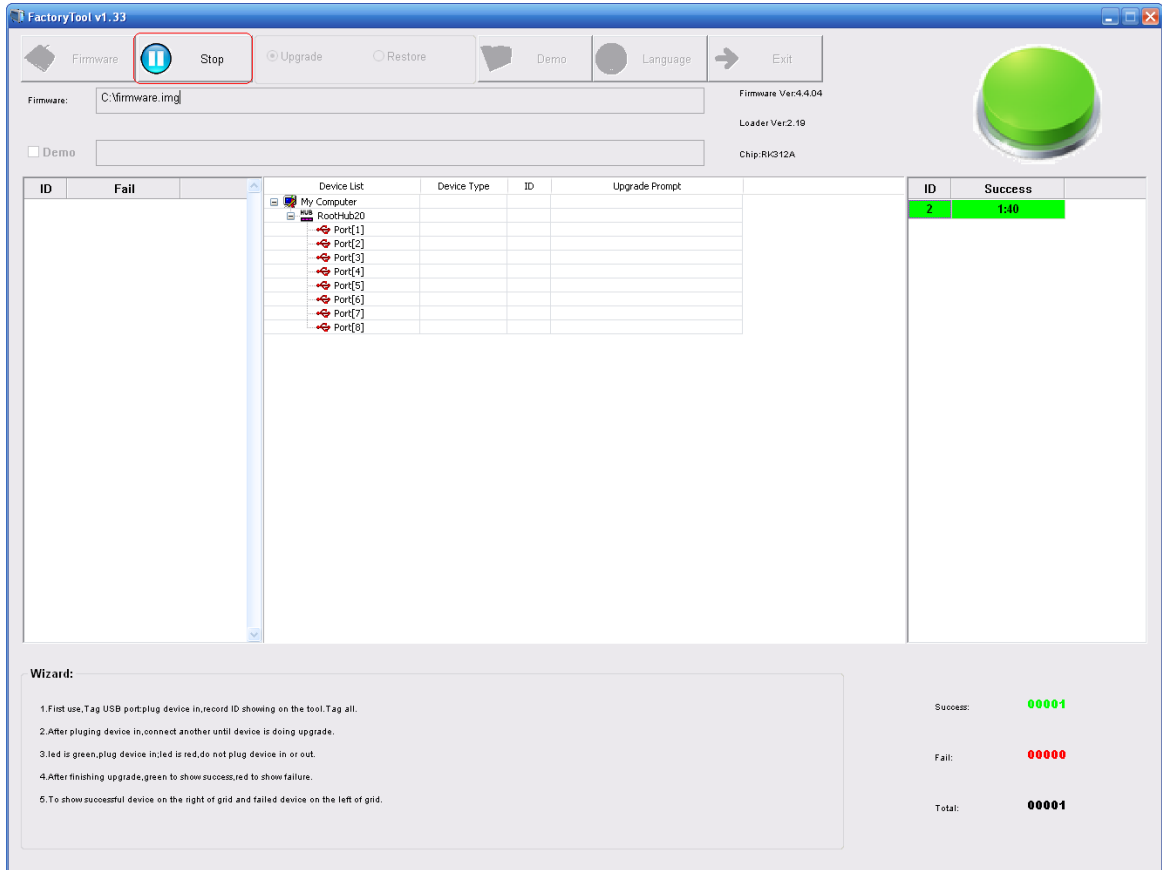 FactoryTool v1.33
Firmware
Stop
Upgrade
Restore
Demo
Language
Exit
Firmware:
C:\firmware.img
Firmware Ver:4.4.04
Loader Ver:2.19
Demo
Chip:RK312A
ID Fail
Device List Device Type ID Upgrade Prompt
ID Success
My Computer
2 1:40
HUB RootHub20
Port[1]
Port[2]
Port[3]
Port[4]
Port[5]
Port[6]
Port[7]
Port[8]
Wizard:
1.First use,Tag USB port:plug device in,record ID showing on the tool.Tag all.
2.After pluging device in,connect another until device is doing upgrade.
3.led is green,plug device in;led is red,do not plug device in or out.
4.After finishing upgrade,green to show success,red to show failure.
5.To show successful device on the right of grid and failed device on the left of grid.
Success: 00001
Fail: 00000
Total: 00001